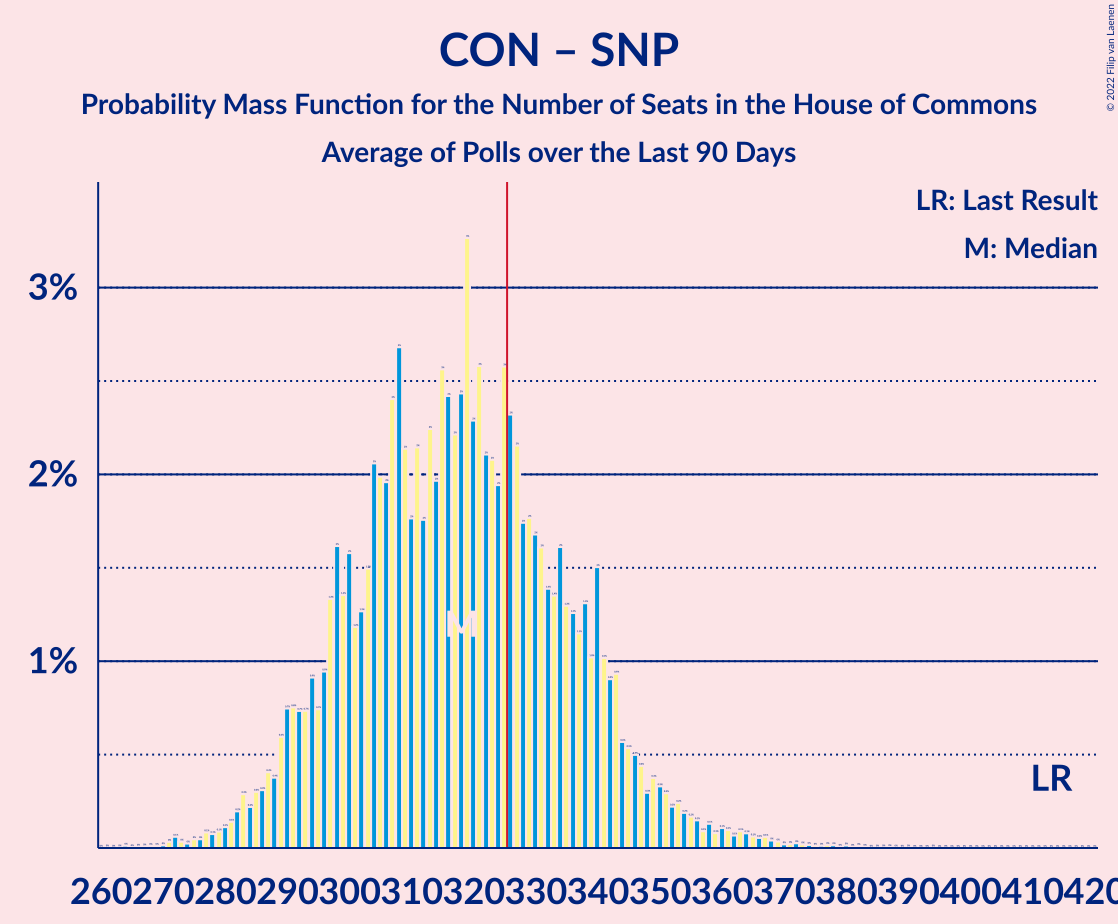 CON – SNP
Probability Mass Function for the Number of Seats in the House of Commons
Average of Polls over the Last 90 Days
© 2022 Filip van Laenen
LR: Last Result
M: Median
3%
2%
1%
M
LR
260270280290300310320330340350360370380390400410420